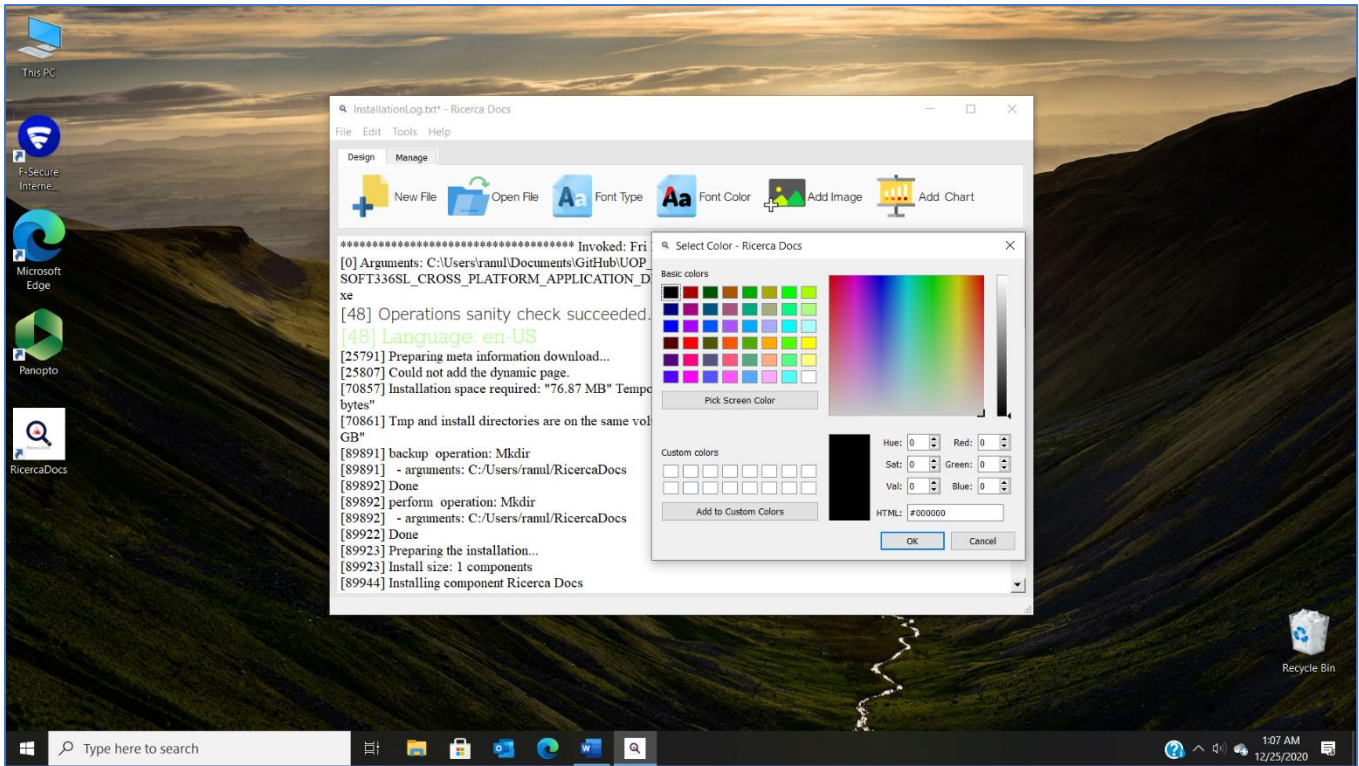 This PC
F-Secure
Interne...
Microsoft
Edge
Panopto
RicercaDocs
InstallationLog.txt* - Ricerca Docs
File Edit Tools Help
Design Manage
New File Open File Aa Font Type Aa Font Color Add Image Add Chart
************************************* Invoked: Fri
[0] Arguments: C:\Users\ranul\Documents\GitHub\UOP_
SOFT336SL_CROSS_PLATFORM_APPLICATION_D
xe
[48] Operations sanity check succeeded.
[48] Language: en-US
[25791] Preparing meta information download...
[25807] Could not add the dynamic page.
[70857] Installation space required: "76.87 MB" Tempo
bytes"
[70861] Tmp and install directories are on the same vol
GB"
[89891] backup operation: Mkdir
[89891] - arguments: C:/Users/ranul/RicercaDocs
[89892] Done
[89892] perform operation: Mkdir
[89892] - arguments: C:/Users/ranul/RicercaDocs
[89922] Done
[89923] Preparing the installation...
[89923] Install size: 1 components
[89944] Installing component Ricerca Docs
Select Color - Ricerca Docs
Basic colors
Pick Screen Color
Custom colors
Add to Custom Colors
Hue: 0 Red: 0
Sat: 0 Green: 0
Val: 0 Blue: 0
HTML: #000000
OK Cancel
Recycle Bin
Type here to search
1:07 AM
12/25/2020